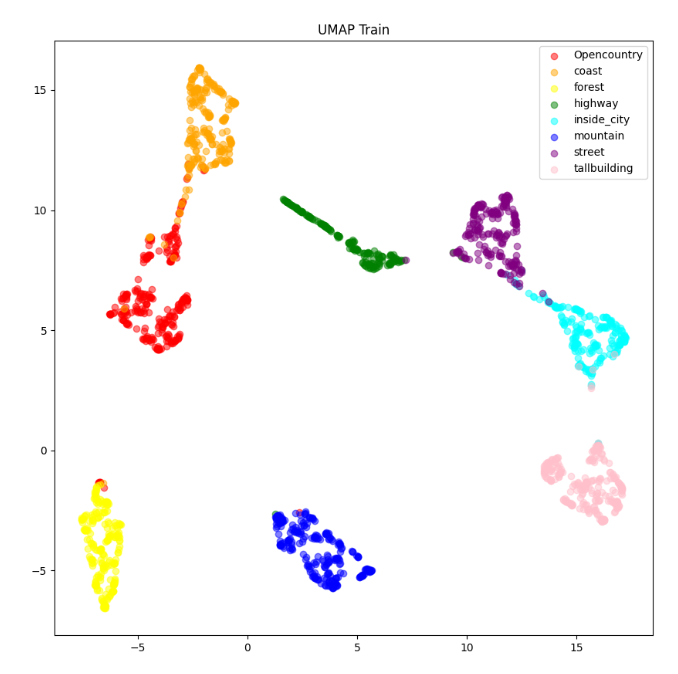 UMAP Train
Opencountry
coast
forest
highway
inside_city
mountain
street
tallbuilding
15
10
5
0
−5
−5
0
5
10
15